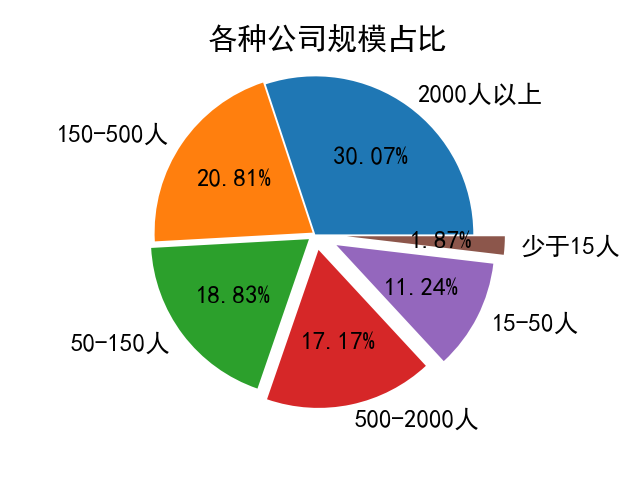 各种公司规模占比
2000人以上
30.07%
150-500人
20.81%
50-150人
18.83%
500-2000人
17.17%
15-50人
11.24%
少于15人
1.87%